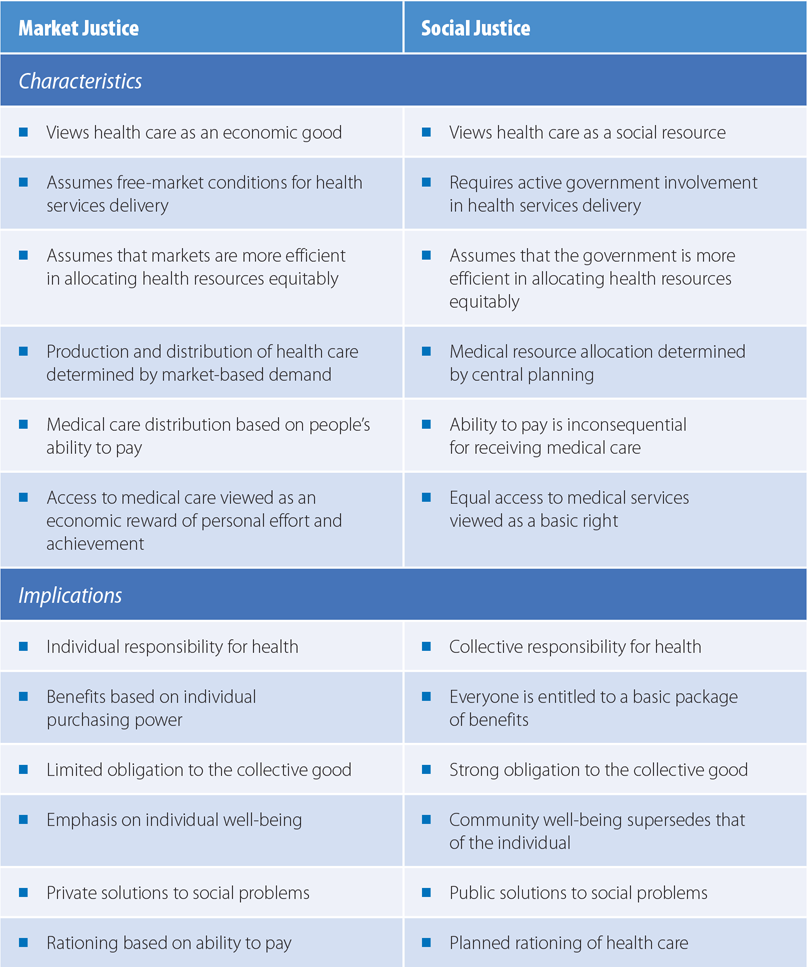 Market Justice
Social Justice
Characteristics
■ Views health care as an economic good
■ Views health care as a social resource
■ Assumes free-market conditions for health
services delivery
■ Requires active government involvement
in health services delivery
■ Assumes that markets are more efficient
in allocating health resources equitably
■ Assumes that the government is more
efficient in allocating health resources
equitably
■ Production and distribution of health care
determined by market-based demand
■ Medical resource allocation determined
by central planning
■ Medical care distribution based on people’s
ability to pay
■ Ability to pay is inconsequential
for receiving medical care
■ Access to medical care viewed as an
economic reward of personal effort and
achievement
■ Equal access to medical services
viewed as a basic right
Implications
■ Individual responsibility for health
■ Collective responsibility for health
■ Benefits based on individual
purchasing power
■ Everyone is entitled to a basic package
of benefits
■ Limited obligation to the collective good
■ Strong obligation to the collective good
■ Emphasis on individual well-being
■ Community well-being supersedes that
of the individual
■ Private solutions to social problems
■ Public solutions to social problems
■ Rationing based on ability to pay
■ Planned rationing of health care